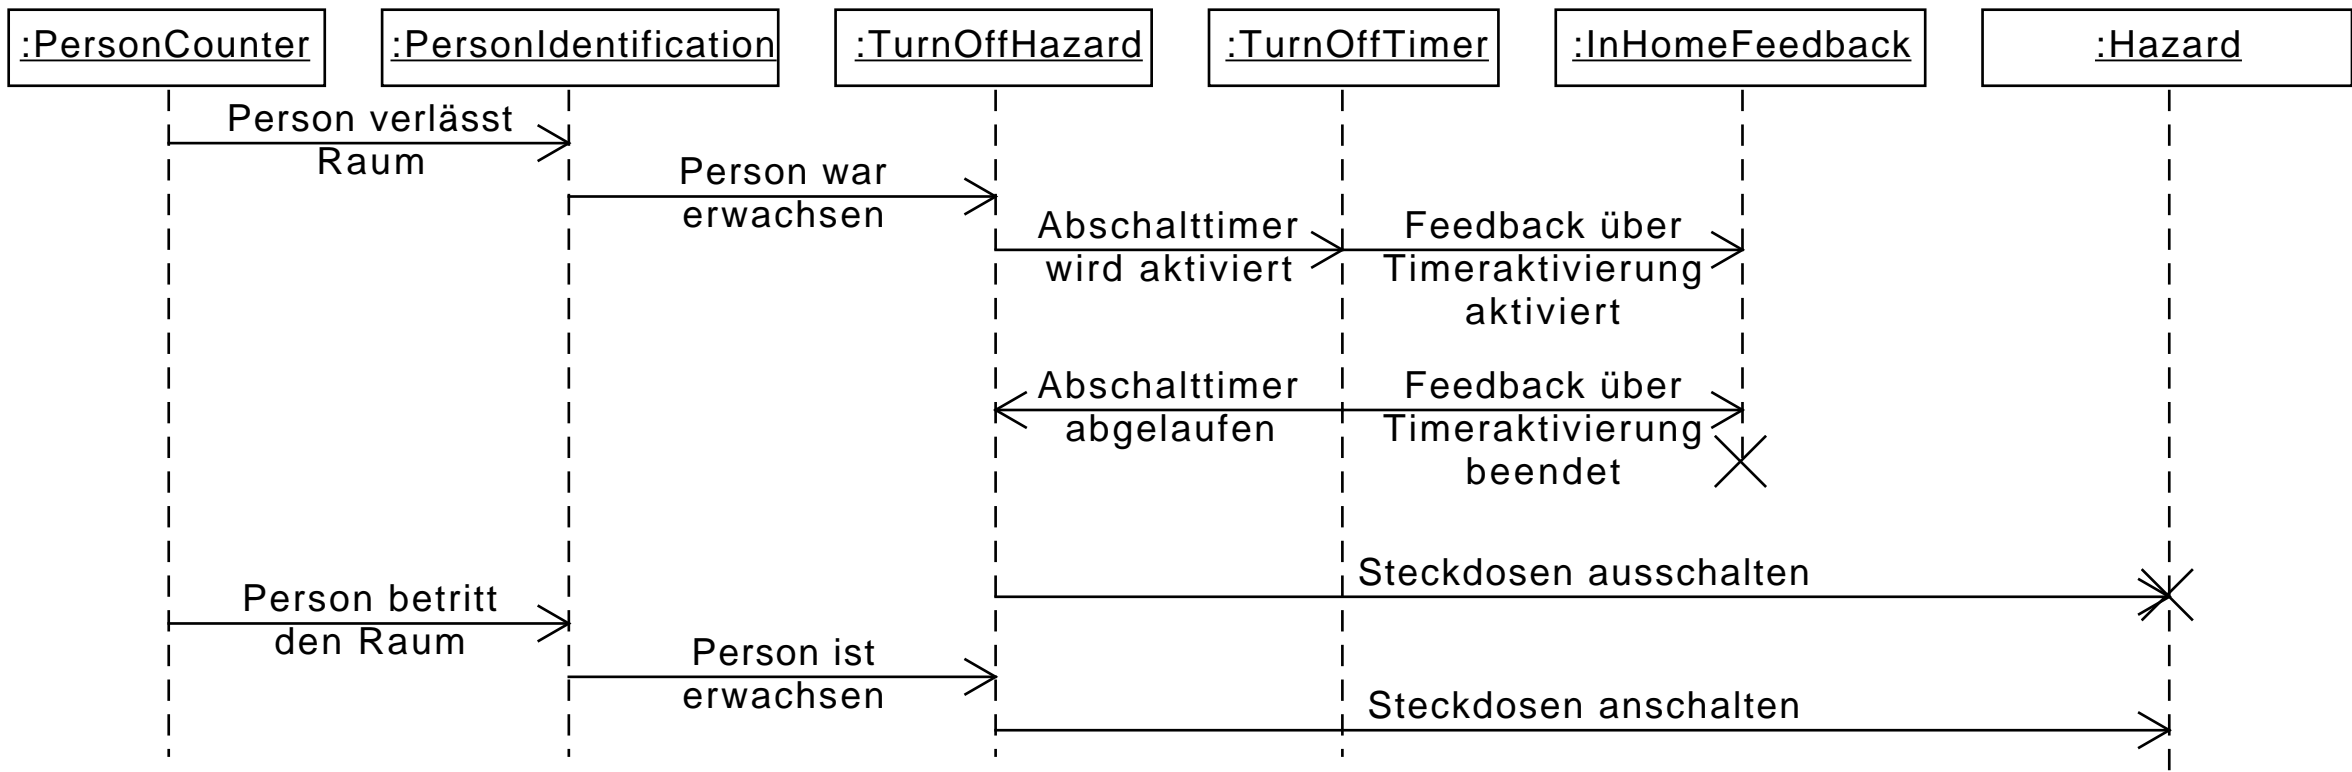 :PersonCounter
:PersonIdentification
:TurnOffHazard
:TurnOffTimer
:InHomeFeedback
:Hazard
Person verlässt
Raum
Person war
erwachsen
Abschalttimer
wird aktiviert
Feedback über
Timeraktivierung
aktiviert
Abschalttimer
abgelaufen
Feedback über
Timeraktivierung
beendet
Steckdosen ausschalten
Person betritt
den Raum
Person ist
erwachsen
Steckdosen anschalten